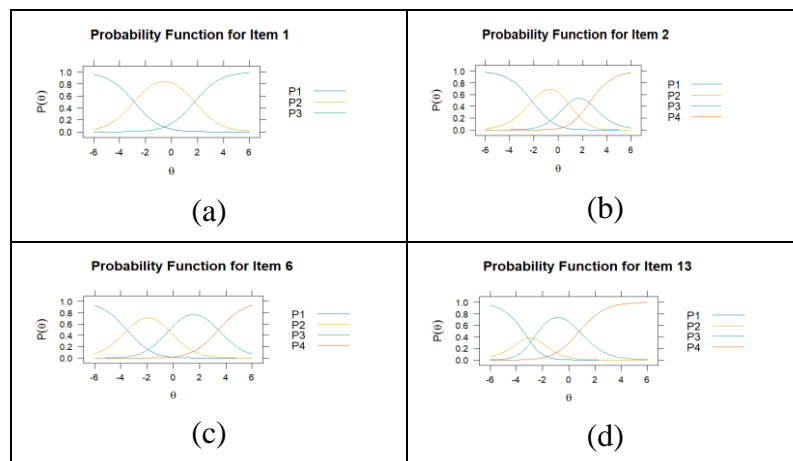 Probability Function for Item 1
P(θ)
1.0
0.8
0.6
0.4
0.2
0.0
-6 -4 -2 0 2 4 6
θ
P1
P2
P3
(a)
Probability Function for Item 2
P(θ)
1.0
0.8
0.6
0.4
0.2
0.0
-6 -4 -2 0 2 4 6
θ
P1
P2
P3
P4
(b)
Probability Function for Item 6
P(θ)
1.0
0.8
0.6
0.4
0.2
0.0
-6 -4 -2 0 2 4 6
θ
P1
P2
P3
P4
(c)
Probability Function for Item 13
P(θ)
1.0
0.8
0.6
0.4
0.2
0.0
-6 -4 -2 0 2 4 6
θ
P1
P2
P3
P4
(d)